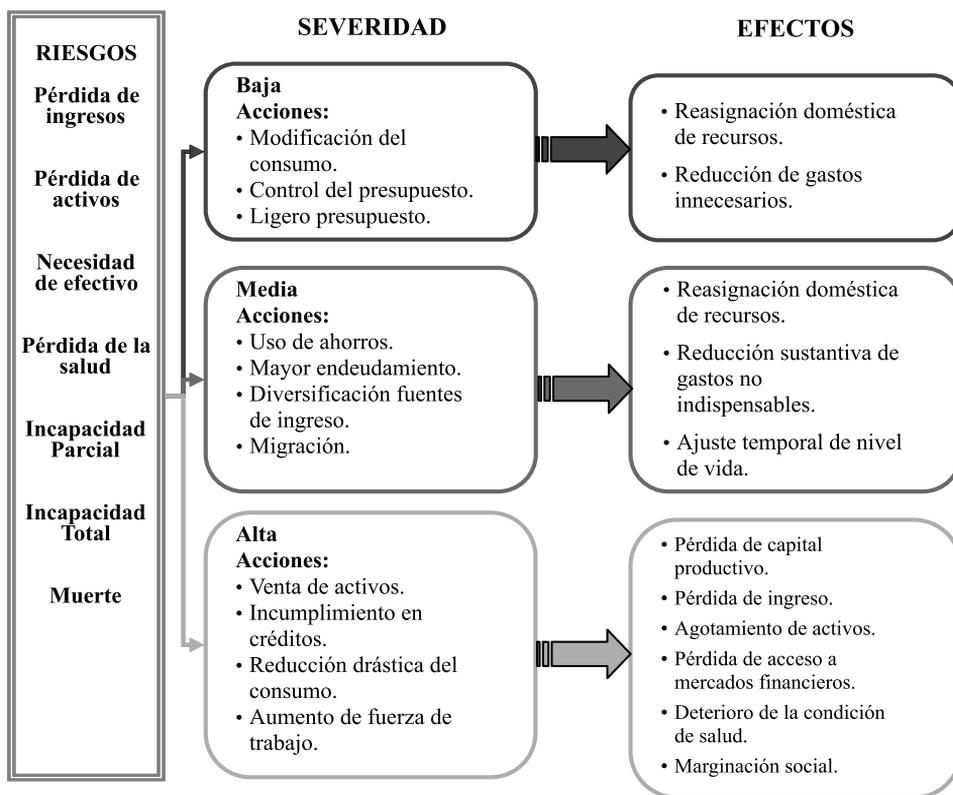 RIESGOS
Pérdida de
ingresos
Pérdida de
activos
Necesidad
de efectivo
Pérdida de la
salud
Incapacidad
Parcial
Incapacidad
Total
Muerte
SEVERIDAD
Baja
Acciones:
• Modificación del
consumo.
• Control del presupuesto.
• Ligero presupuesto.
Media
Acciones:
• Uso de ahorros.
• Mayor endeudamiento.
• Diversificación fuentes
de ingreso.
• Migración.
Alta
Acciones:
• Venta de activos.
• Incumplimiento en
créditos.
• Reducción drástica del
consumo.
• Aumento de fuerza de
trabajo.
EFECTOS
• Reasignación doméstica
de recursos.
• Reducción de gastos
innecesarios.
• Reasignación doméstica
de recursos.
• Reducción sustantiva de
gastos no
indispensables.
• Ajuste temporal de nivel
de vida.
• Pérdida de capital
productivo.
• Pérdida de ingreso.
• Agotamiento de activos.
• Pérdida de acceso a
mercados financieros.
• Deterioro de la condición
de salud.
• Marginación social.